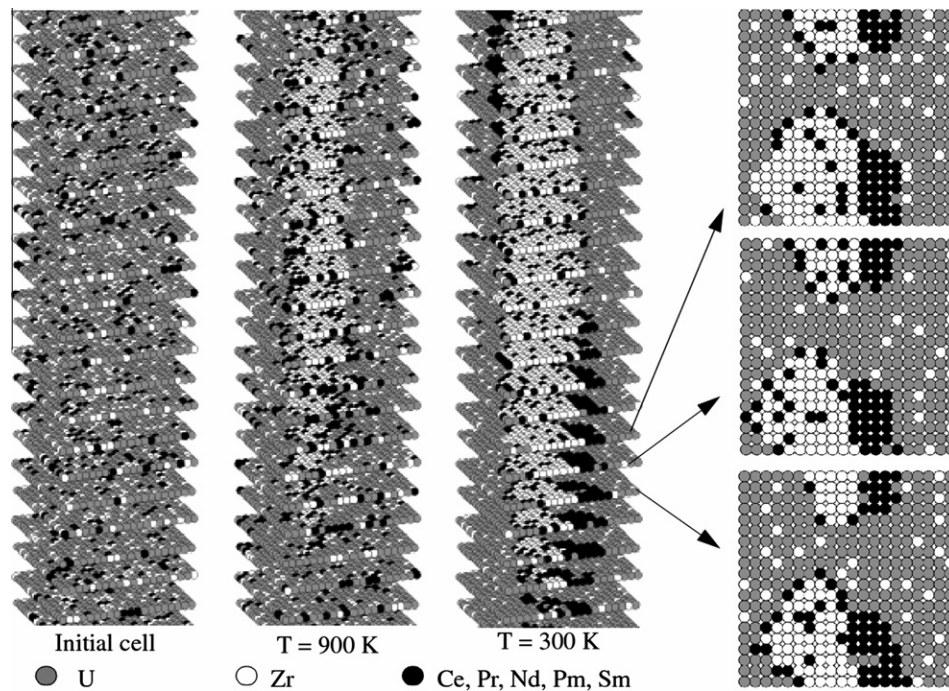 Initial cell
T = 900 K
T = 300 K
U
Zr
Ce, Pr, Nd, Pm, Sm